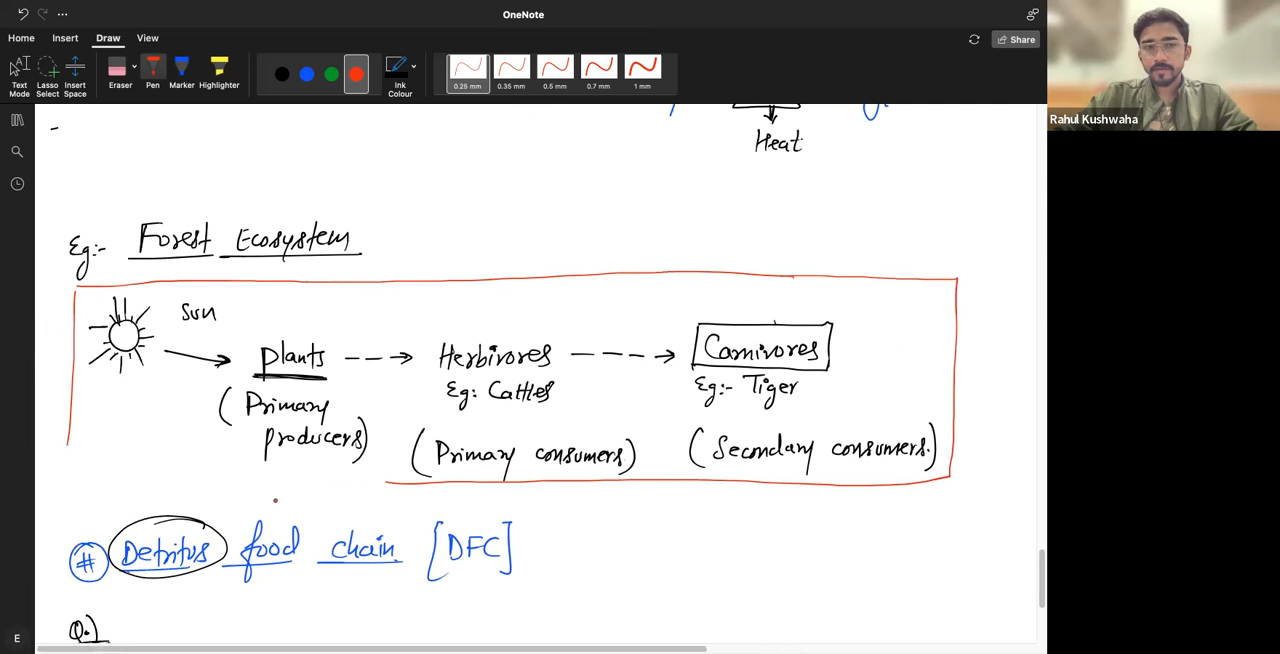 OneNote
Home Insert Draw View
Share
Text Mode
Lasso Select
Insert Space
Eraser
Pen
Marker
Highlighter
Ink Colour
0.25 mm 0.35 mm 0.5 mm 0.7 mm 1 mm
Rahul Kushwaha
Heat
Eg:- Forest Ecosystem
Sun
Plants --→ Herbivores ---→ Carnivores
Eg: Cattles Eg:- Tiger
(Primary producers) (Primary consumers) (Secondary consumers.)
# Detritus food chain [DFC]
Q.)
E